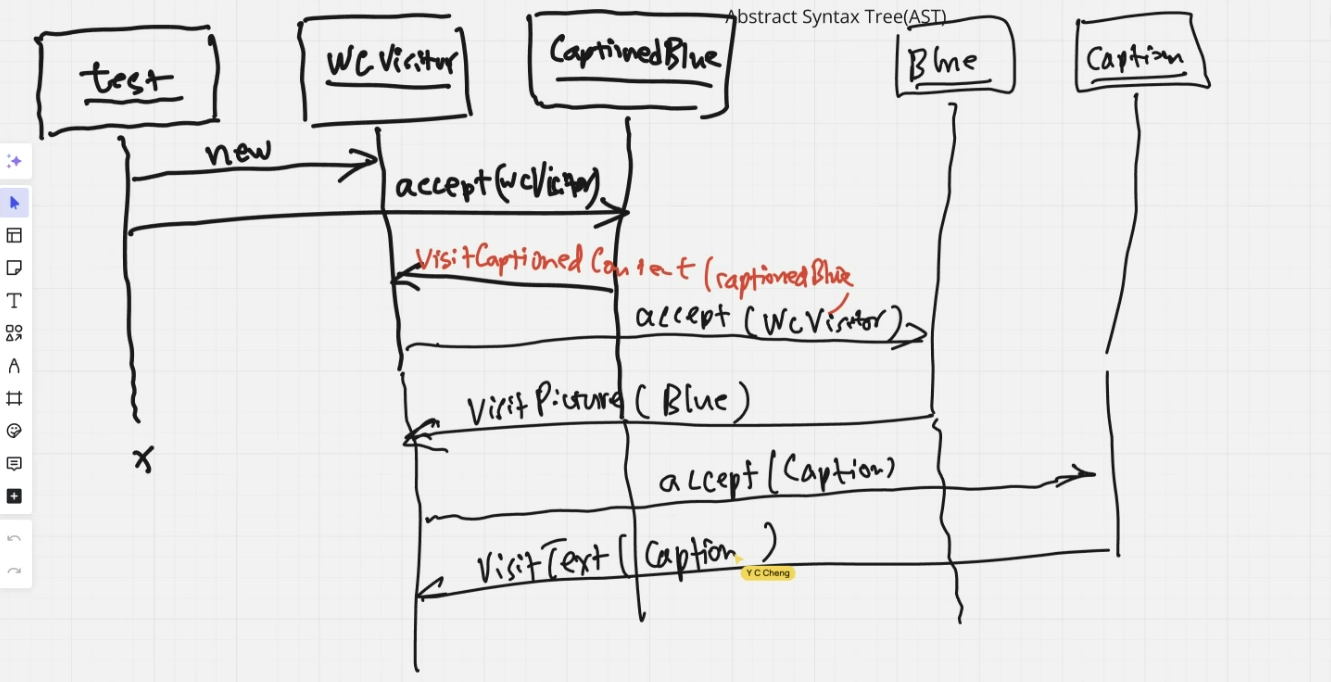 Abstract Syntax Tree(AST)
test
WCVisitor
CaptionedBlue
Blue
Caption
new
accept(WCVisitor)
VisitCaptionedContent(captionedBlue
accept(WCVisitor)
VisitPicture(Blue)
accept(Caption)
VisitText(Caption)
Y C Cheng
x